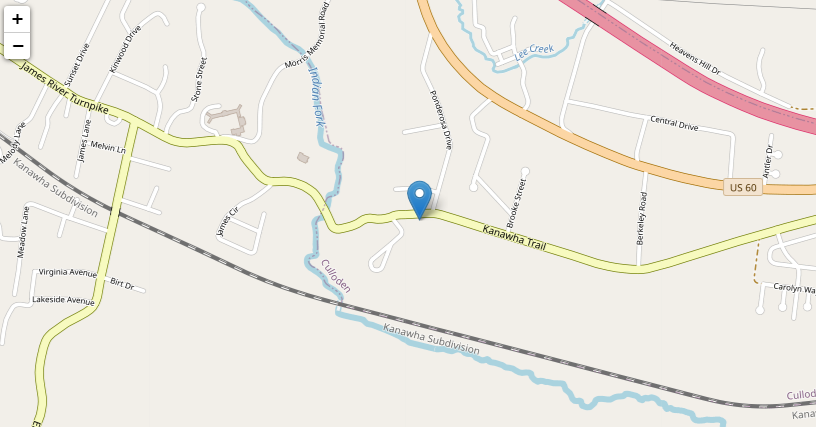 +
−
Sunset Drive
Kinwood Drive
Stone Street
Morris Memorial Road
Lee Creek
Heavens Hill Dr
James River Turnpike
Indian Fork
Ponderosa Drive
Central Drive
Melody Lane
James Lane
Melvin Ln
Antler Dr
Kanawha Subdivision
US 60
Meadow Lane
James Cir
Brooke Street
Berkeley Road
Kanawha Trail
Virginia Avenue
Birt Dr
Culloden
Carolyn Wa
Lakeside Avenue
Kanawha Subdivision
Cullod
Kana
E